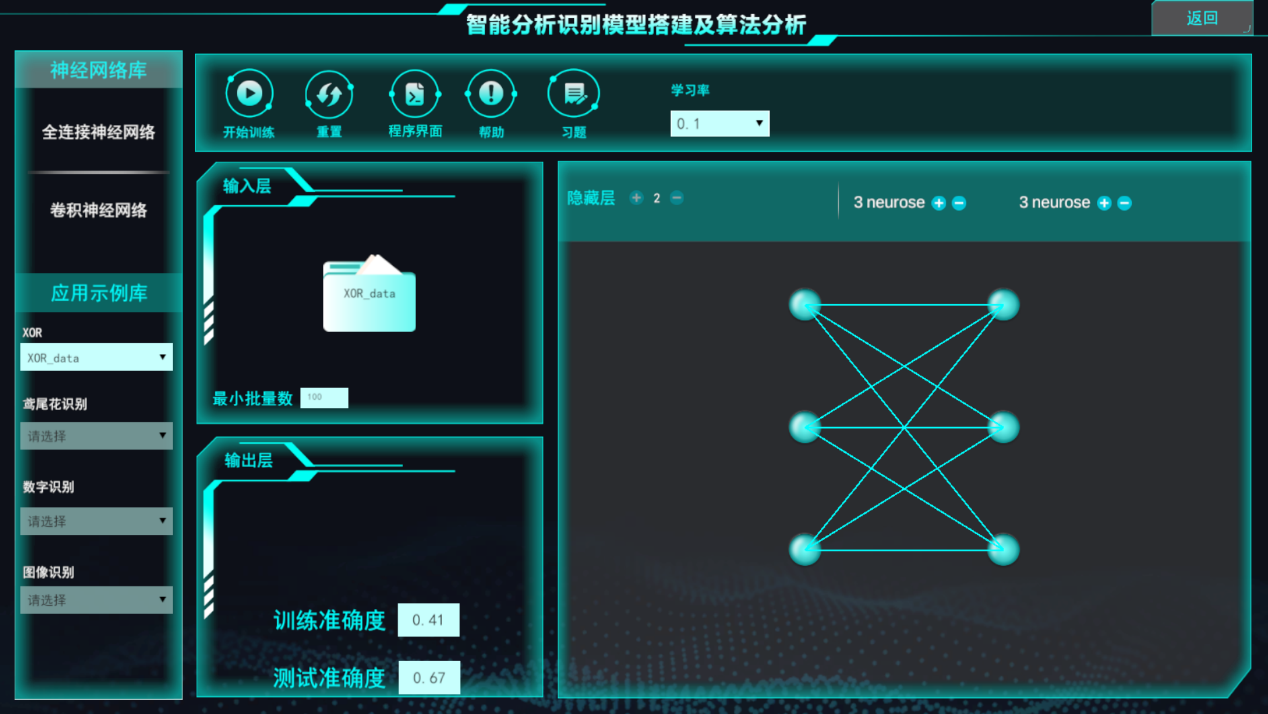 智能分析识别模型搭建及算法分析
返回
神经网络库
全连接神经网络
卷积神经网络
应用示例库
XOR
XOR_data
鸢尾花识别
请选择
数字识别
请选择
图像识别
请选择
开始训练
重置
程序界面
帮助
习题
学习率
0.1
输入层
XOR_data
最小批量数 100
输出层
训练准确度 0.41
测试准确度 0.67
隐藏层 + 2 −
3 neurose + −
3 neurose + −